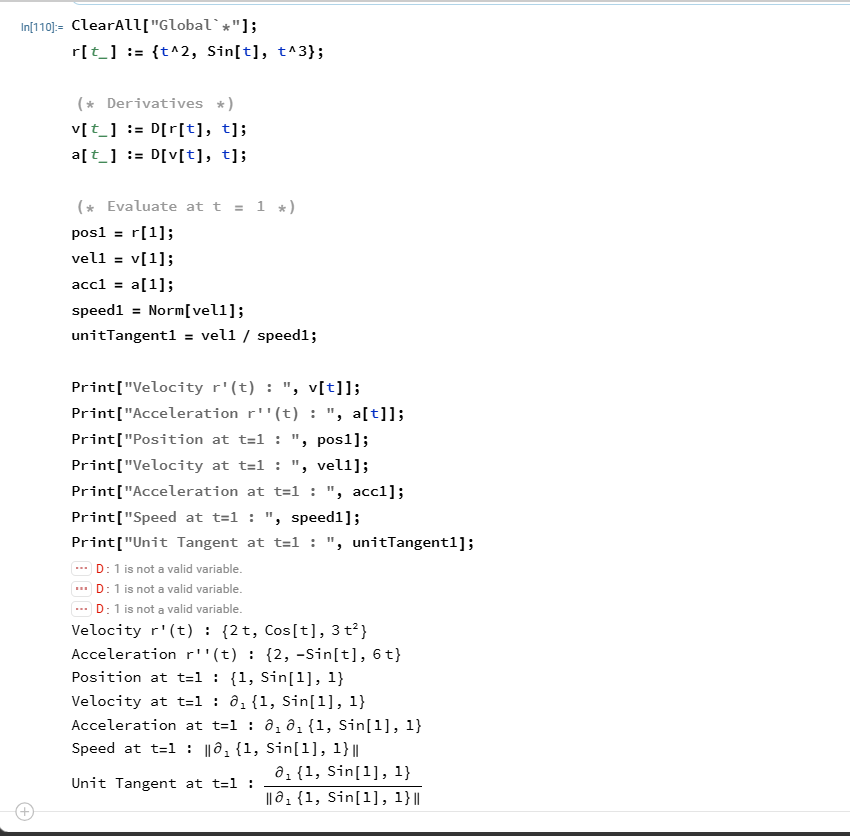 In[110]:= ClearAll["Global`*"];
r[t_] := {t^2, Sin[t], t^3};
(* Derivatives *)
v[t_] := D[r[t], t];
a[t_] := D[v[t], t];
(* Evaluate at t = 1 *)
pos1 = r[1];
vel1 = v[1];
acc1 = a[1];
speed1 = Norm[vel1];
unitTangent1 = vel1 / speed1;
Print["Velocity r'(t) : ", v[t]];
Print["Acceleration r''(t) : ", a[t]];
Print["Position at t=1 : ", pos1];
Print["Velocity at t=1 : ", vel1];
Print["Acceleration at t=1 : ", acc1];
Print["Speed at t=1 : ", speed1];
Print["Unit Tangent at t=1 : ", unitTangent1];
··· D: 1 is not a valid variable.
··· D: 1 is not a valid variable.
··· D: 1 is not a valid variable.
Velocity r'(t) : {2 t, Cos[t], 3 t²}
Acceleration r''(t) : {2, -Sin[t], 6 t}
Position at t=1 : {1, Sin[1], 1}
Velocity at t=1 : ∂₁ {1, Sin[1], 1}
Acceleration at t=1 : ∂₁ ∂₁ {1, Sin[1], 1}
Speed at t=1 : ‖∂₁ {1, Sin[1], 1}‖
∂₁ {1, Sin[1], 1}
Unit Tangent at t=1 :
‖∂₁ {1, Sin[1], 1}‖